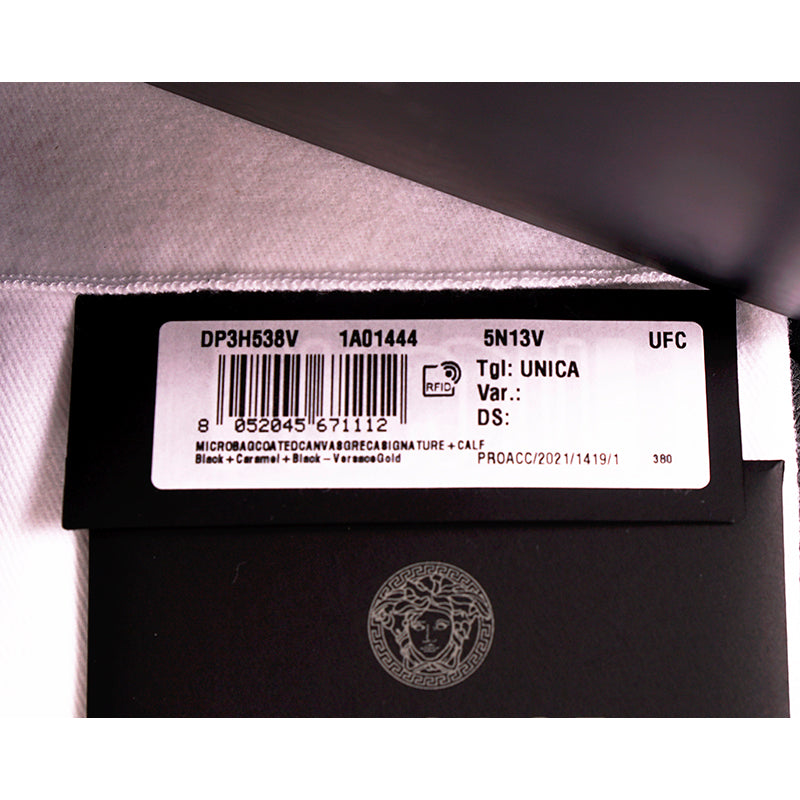 DP3H538V 1A01444 5N13V UFC
RFID
Tgl: UNICA
Var.:
DS:
8 052045 671112
MICROBAGCOATEDCANVASGRECASIGNATURE+CALF
Black+Caramel+Black-VersaceGold
PROACC/2021/1419/1 380